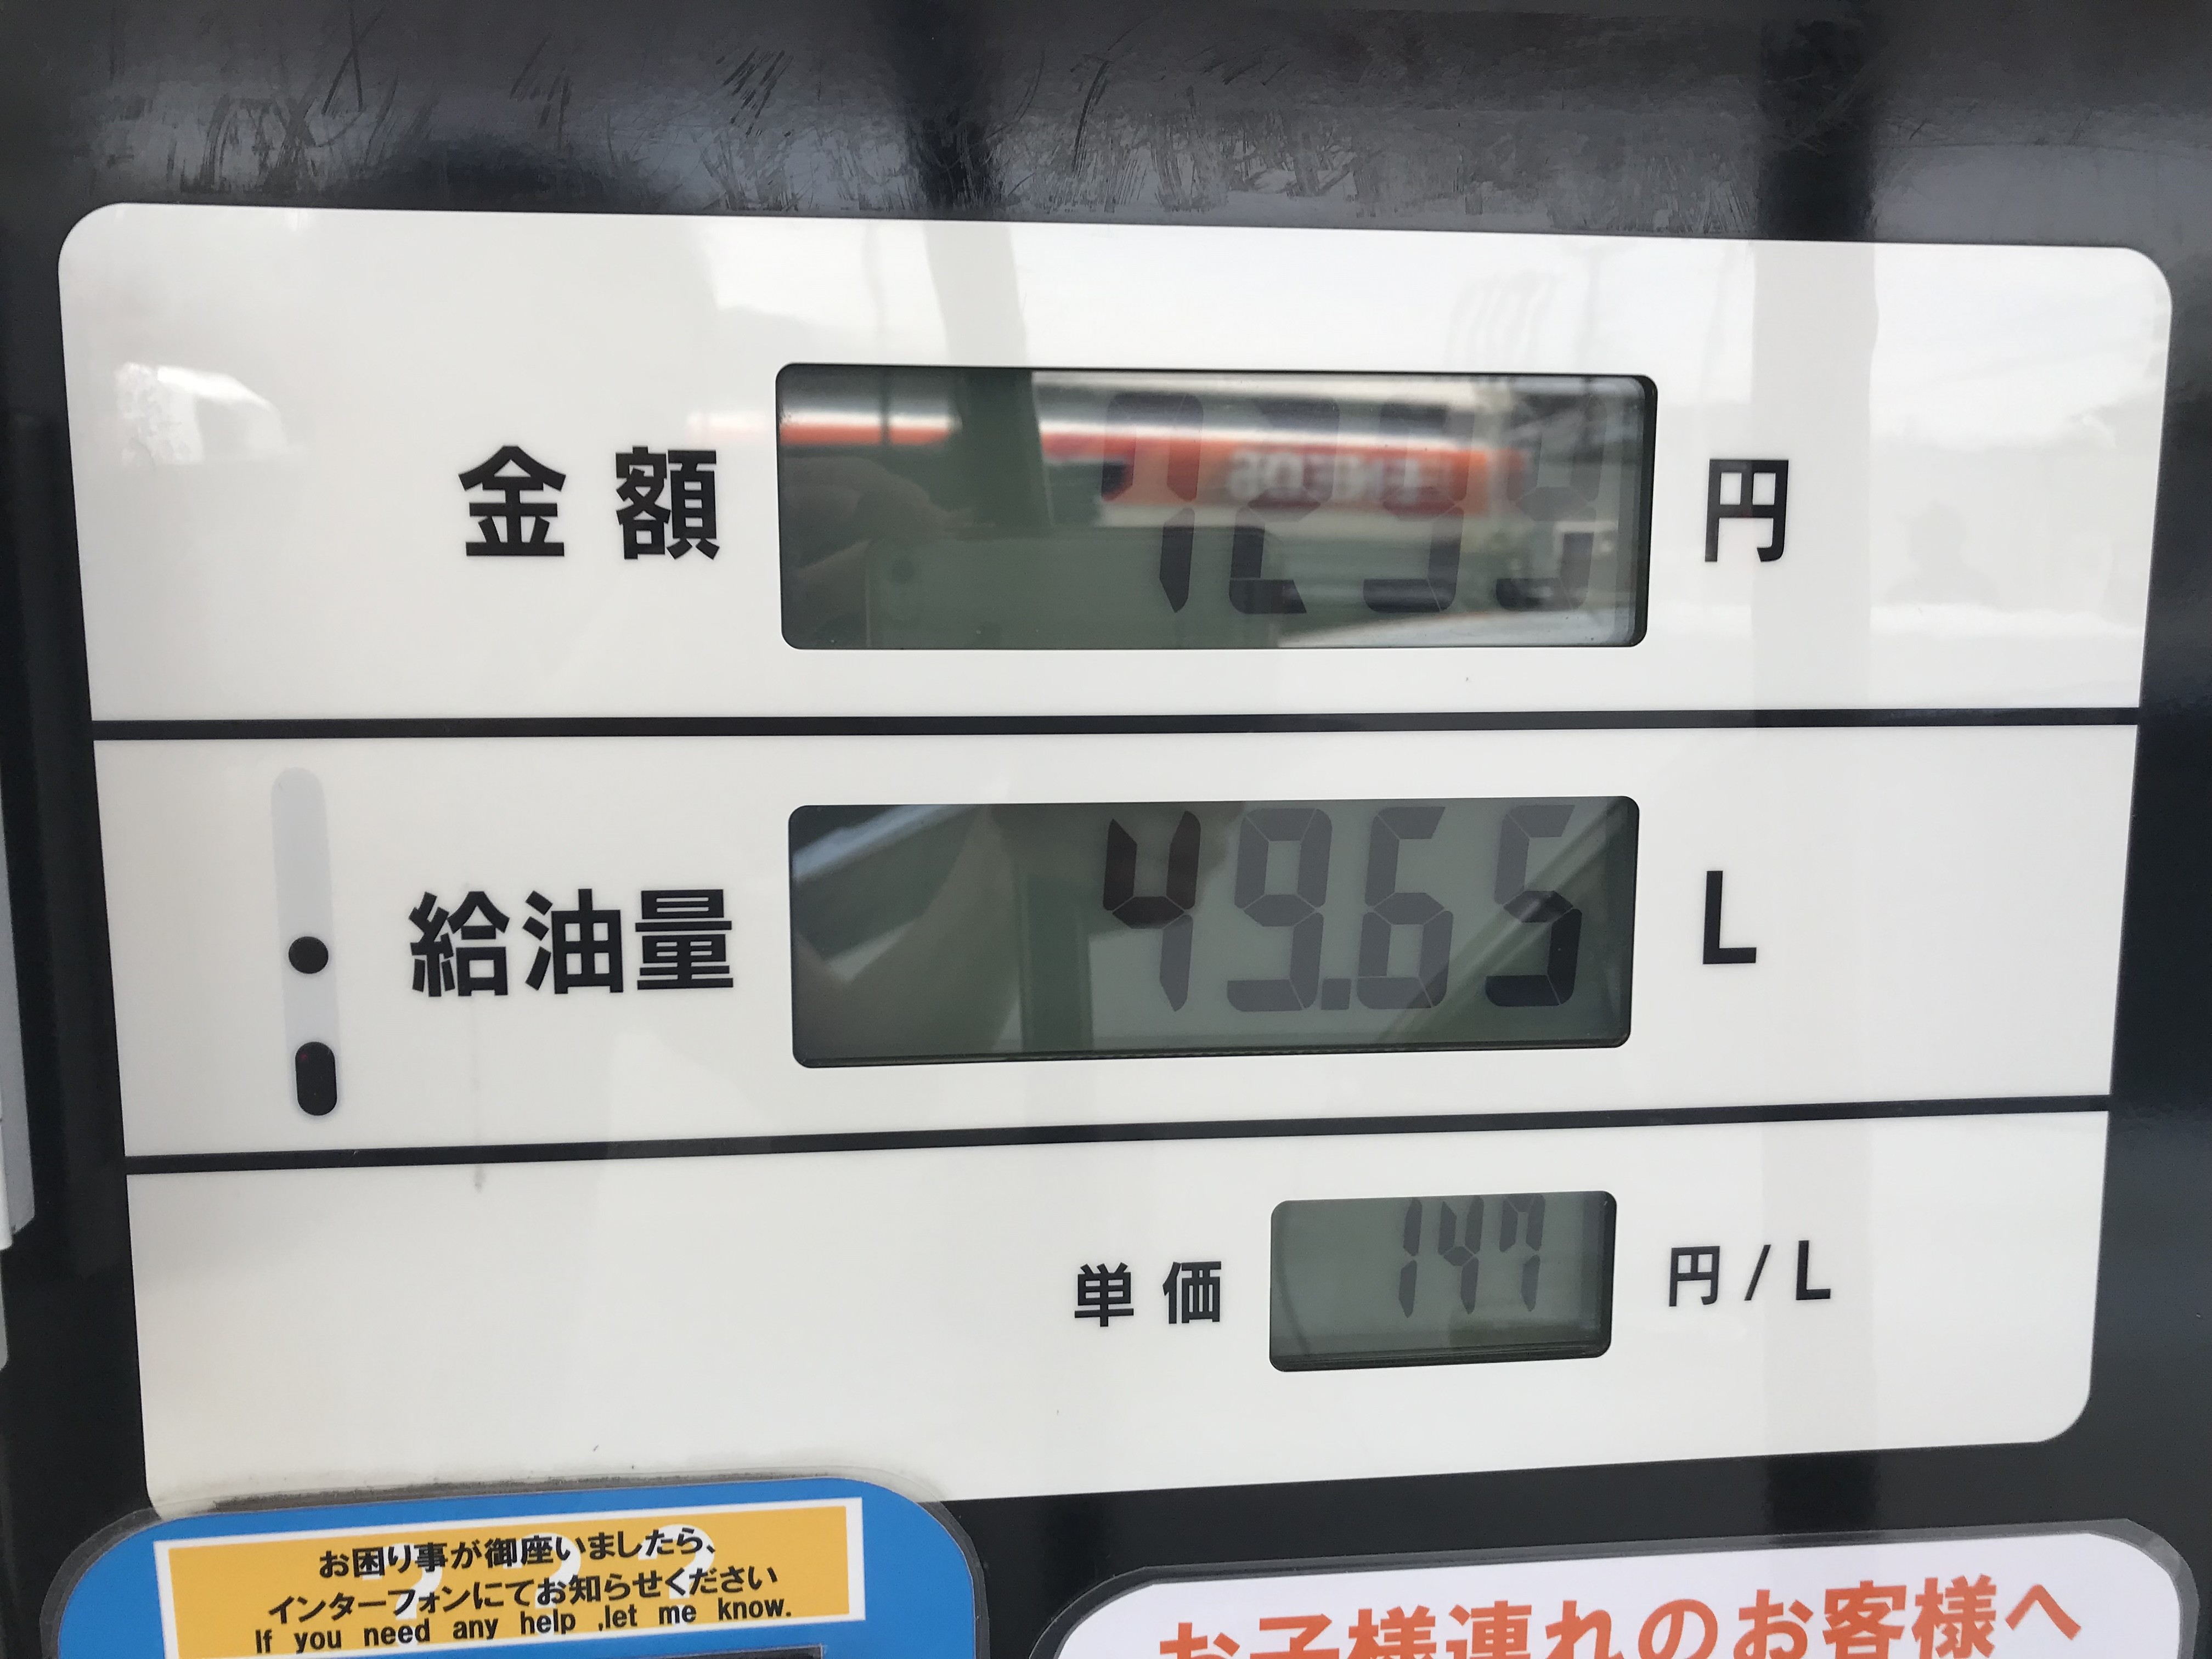 金額 7299 円
給油量 49.65 L
単価 147 円/L
お困り事が御座いましたら、
インターフォンにてお知らせください
If you need any help ,let me know.
お子様連れのお客様へ